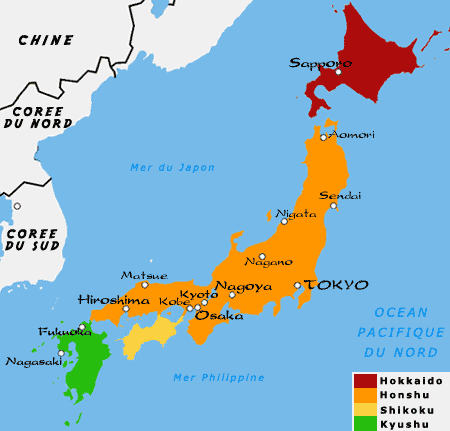 CHINE
Sapporo
COREE
DU NORD
Aomori
Mer du Japon
Sendai
Nigata
COREE
DU SUD
Nagano
Matsue
Nagoya
TOKYO
Hiroshima
Kyoto
Kobe
Osaka
OCEAN
PACIFIQUE
DU NORD
Fukuoka
Nagasaki
Mer Philippine
Hokkaido
Honshu
Shikoku
Kyushu